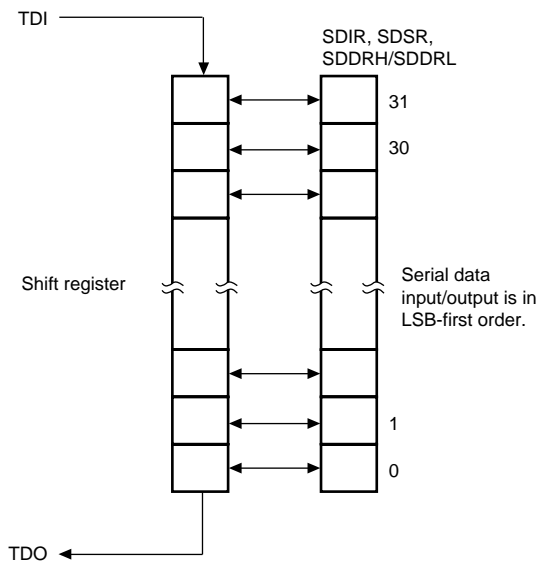 TDI
SDIR, SDSR,
SDDRH/SDDRL
31
30
Shift register
Serial data
input/output is in
LSB-first order.
1
0
TDO